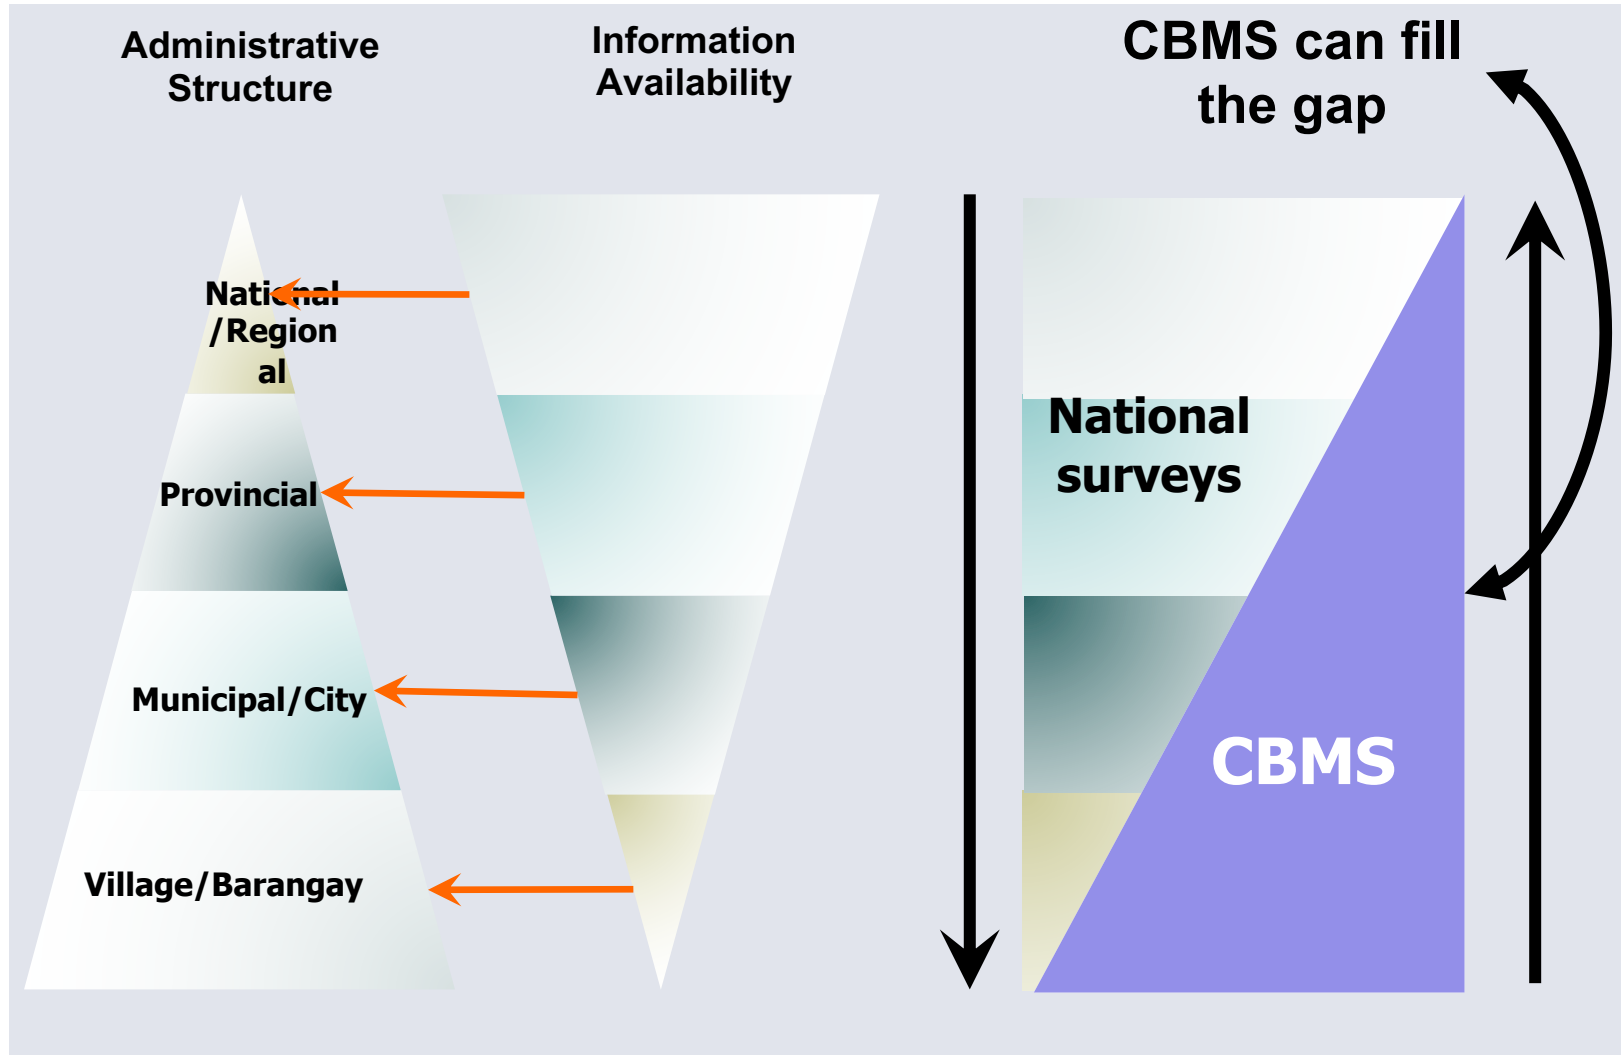 Administrative
Structure
Information
Availability
CBMS can fill
the gap
National
/Region
al
Provincial
Municipal/City
Village/Barangay
National
surveys
CBMS